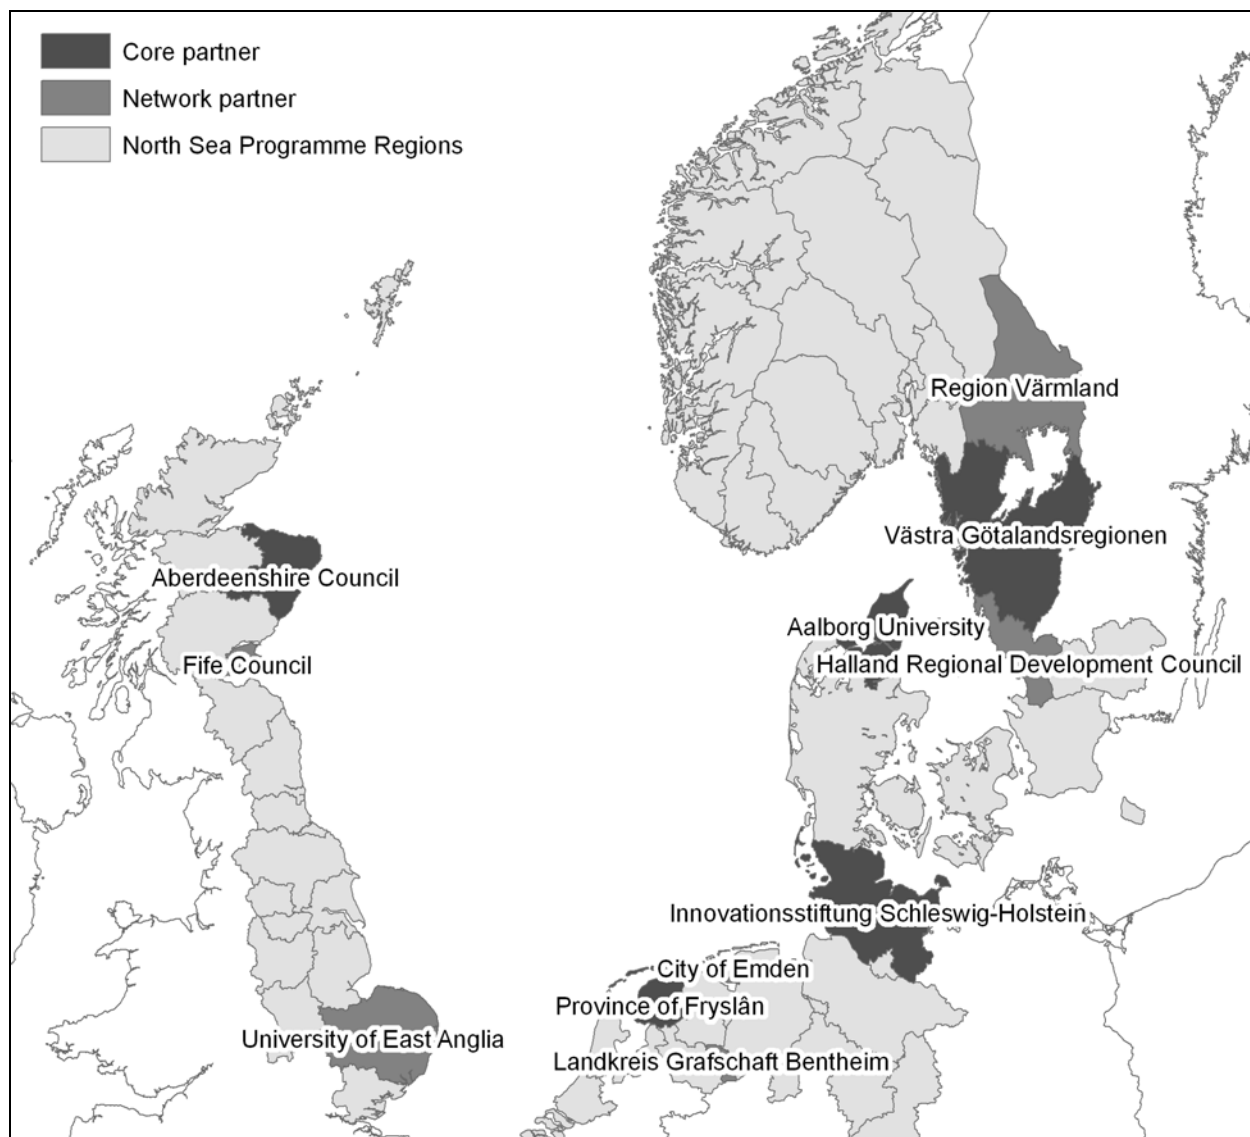 Core partner
Network partner
North Sea Programme Regions
Region Värmland
Västra Götalandsregionen
Aberdeenshire Council
Aalborg University
Fife Council
Halland Regional Development Council
Innovationsstiftung Schleswig-Holstein
City of Emden
Province of Fryslân
University of East Anglia
Landkreis Grafschaft Bentheim